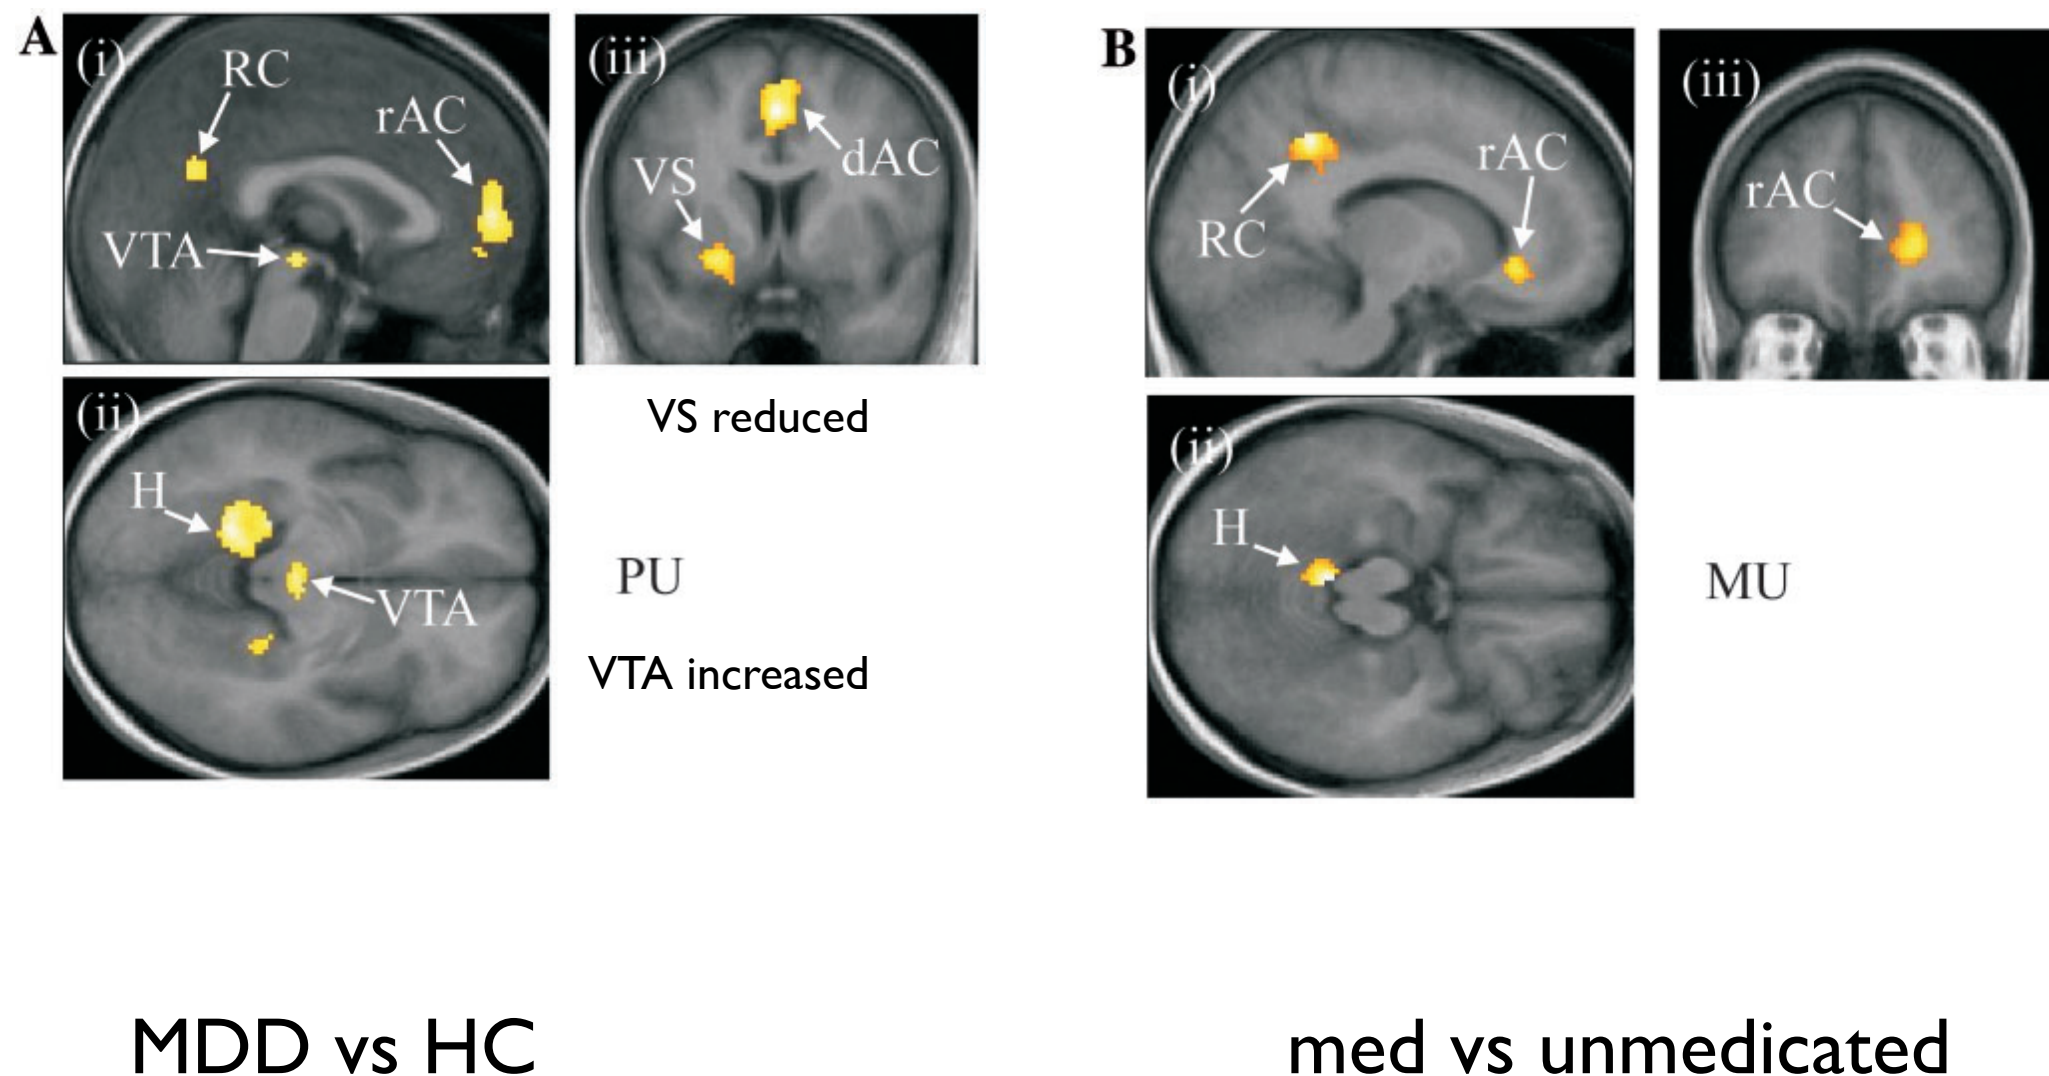 A
(i)
RC
rAC
VTA
(iii)
VS
dAC
(ii)
H
VTA
VS reduced
PU
VTA increased
MDD vs HC
B
(i)
RC
rAC
(iii)
rAC
(ii)
H
MU
med vs unmedicated